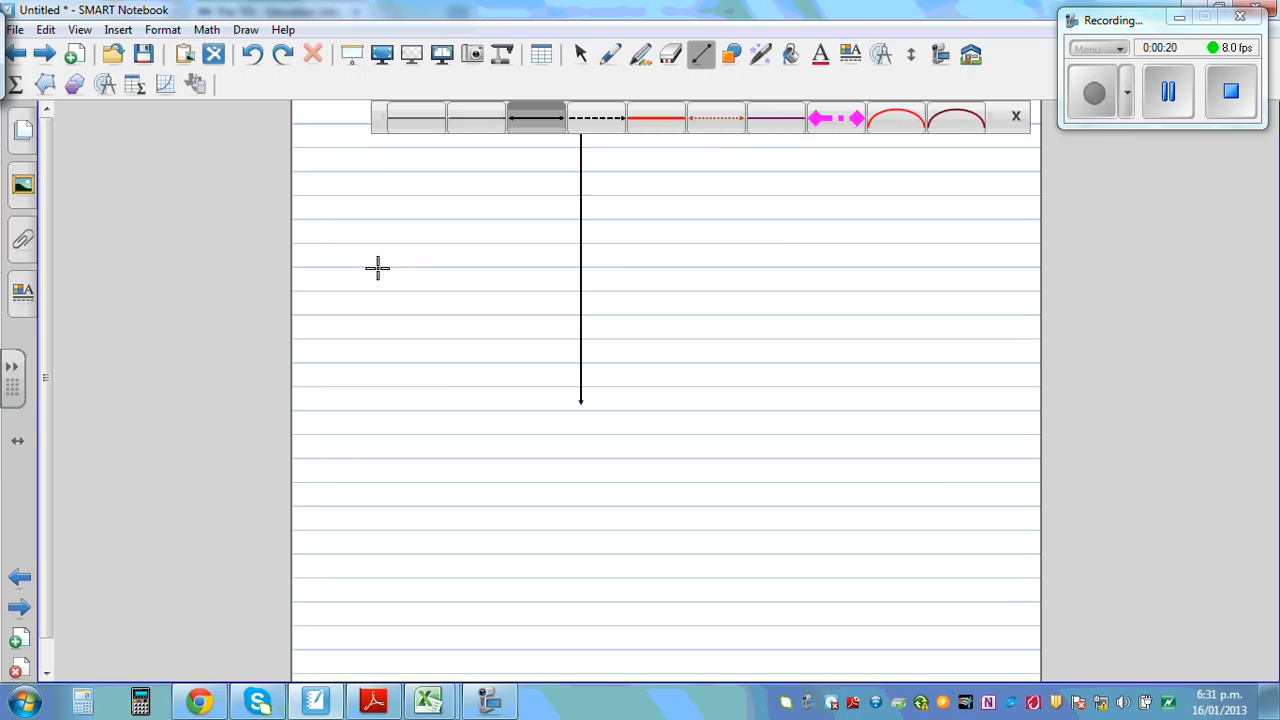 Untitled * - SMART Notebook
File Edit View Insert Format Math Draw Help
Recording...
Menu 0:00:20 8.0 fps
X
6:31 p.m.
16/01/2013